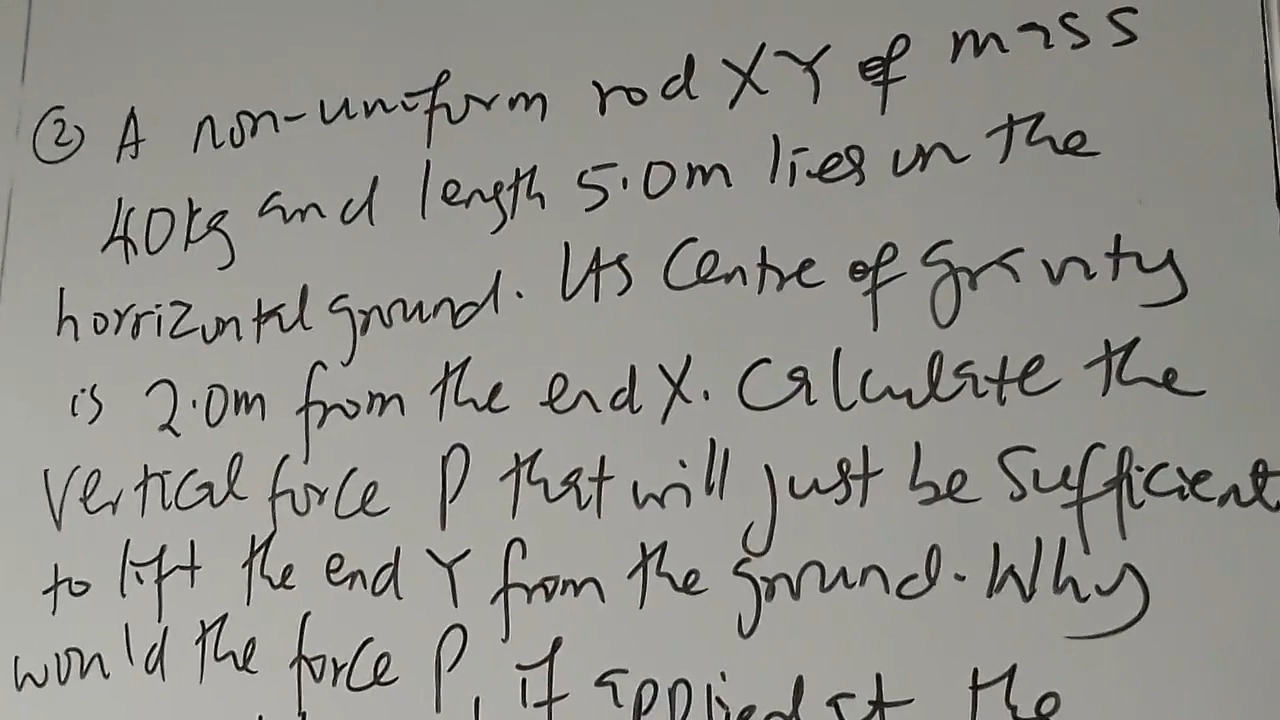 ② A non-uniform rod XY of mass
40kg and length 5.0m lies on the
horrizontal ground. Its Centre of gravity
is 2.0m from the end X. Calculate the
Vertical force P that will just be Sufficient
to lift the end Y from the ground. Why
would the force P, if applied at the